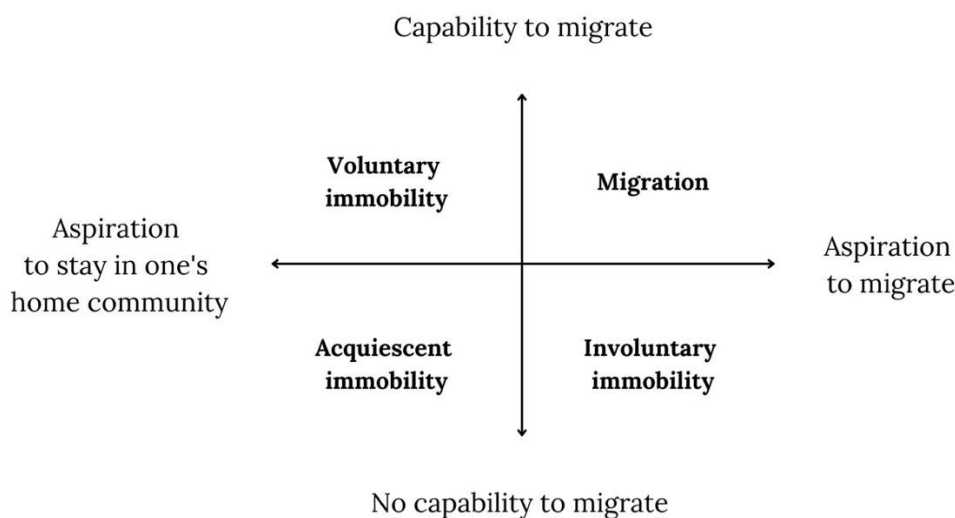 Capability to migrate
Voluntary
immobility
Migration
Aspiration
to stay in one's
home community
Aspiration
to migrate
Acquiescent
immobility
Involuntary
immobility
No capability to migrate